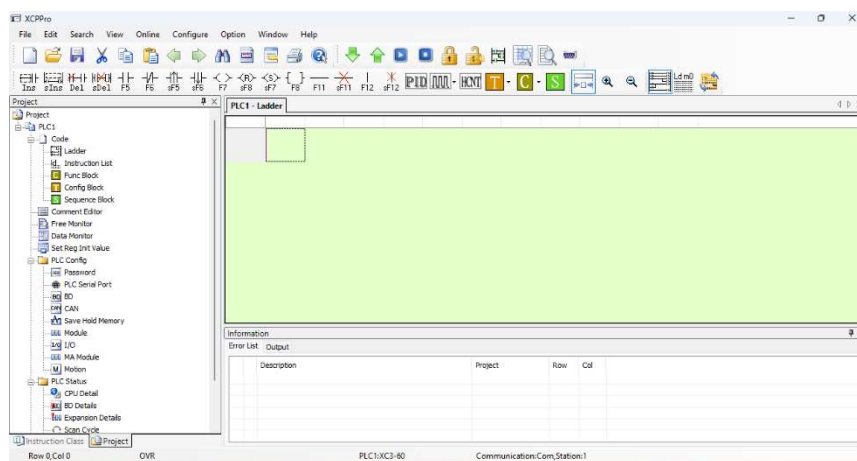 XCPPro
File Edit Search View Online Configure Option Window Help
Ins sIns Del sDel F5 F6 sF5 sF6 F7 sF8 sF7 F8 F11 sF11 F12 sF12 PID HCNT T C S Ld m0
Project
PLC1 - Ladder
Project
PLC1
Code
Ladder
Instruction List
Func Block
Config Block
Sequence Block
Comment Editor
Free Monitor
Data Monitor
Set Reg Init Value
PLC Config
Password
PLC Serial Port
BD
CAN
Save Hold Memory
Module
I/O
MA Module
Motion
PLC Status
CPU Detail
BD Details
Expansion Details
Scan Cycle
Instruction Class Project
Information
Error List Output
Description Project Row Col
Row 0,Col 0 OVR PLC1:XC3-60 Communication:Com,Station:1